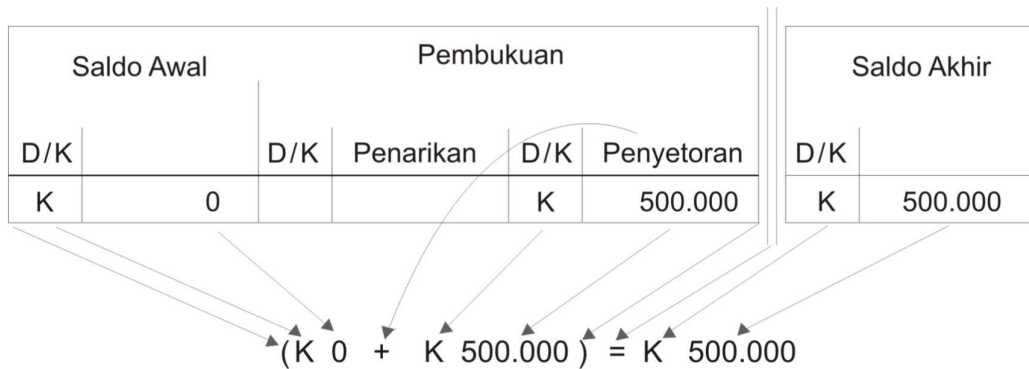 Saldo Awal Pembukuan Saldo Akhir
D/K D/K Penarikan D/K Penyetoran D/K
K 0 K 500.000 K 500.000
(K 0 + K 500.000) = K 500.000